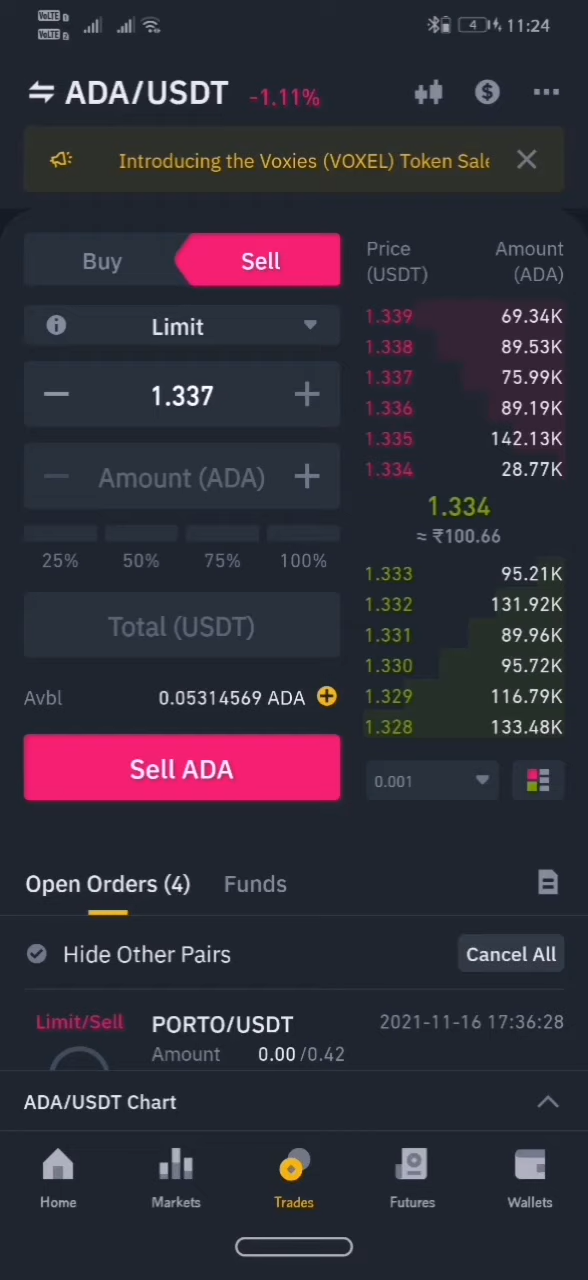 VoLTE 1
VoLTE 2
4
11:24
ADA/USDT -1.11%
Introducing the Voxies (VOXEL) Token Sale
Buy
Sell
Limit
1.337
Amount (ADA)
25% 50% 75% 100%
Total (USDT)
Avbl 0.05314569 ADA
Sell ADA
Price (USDT) Amount (ADA)
1.339 69.34K
1.338 89.53K
1.337 75.99K
1.336 89.19K
1.335 142.13K
1.334 28.77K
1.334
≈ ₹100.66
1.333 95.21K
1.332 131.92K
1.331 89.96K
1.330 95.72K
1.329 116.79K
1.328 133.48K
0.001
Open Orders (4) Funds
Hide Other Pairs Cancel All
Limit/Sell PORTO/USDT 2021-11-16 17:36:28
Amount 0.00 /0.42
ADA/USDT Chart
Home Markets Trades Futures Wallets